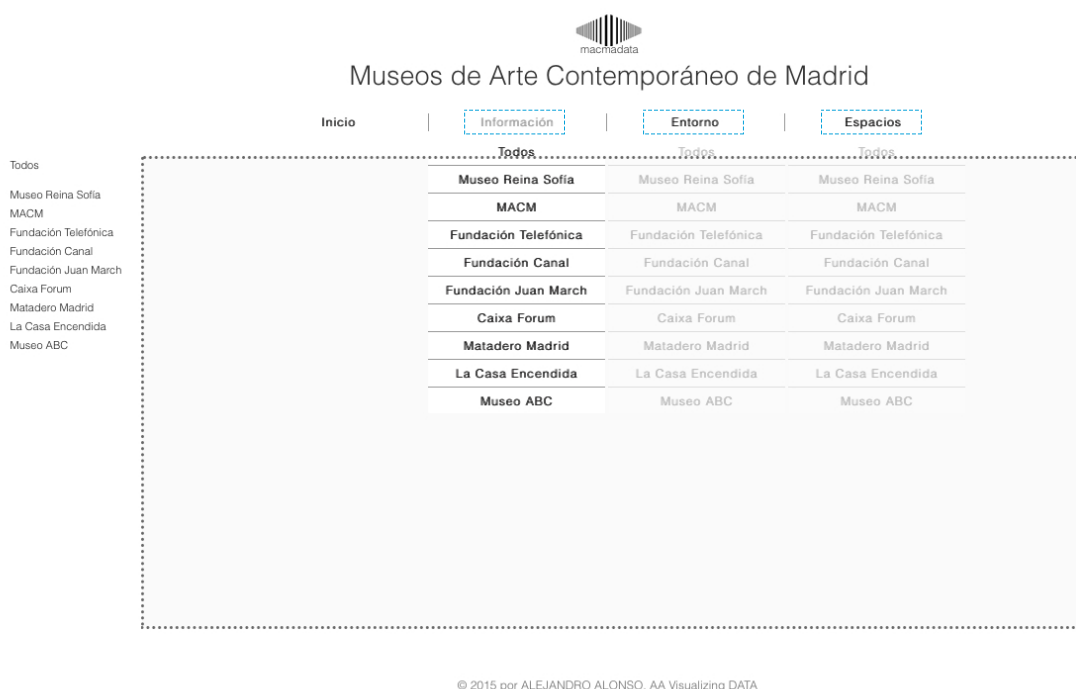 macmadata
Museos de Arte Contemporáneo de Madrid
Inicio Información Entorno Espacios
Todos Todos Todos
Museo Reina Sofía Museo Reina Sofía Museo Reina Sofía
MACM MACM MACM
Fundación Telefónica Fundación Telefónica Fundación Telefónica
Fundación Canal Fundación Canal Fundación Canal
Fundación Juan March Fundación Juan March Fundación Juan March
Caixa Forum Caixa Forum Caixa Forum
Matadero Madrid Matadero Madrid Matadero Madrid
La Casa Encendida La Casa Encendida La Casa Encendida
Museo ABC Museo ABC Museo ABC
Todos
Museo Reina Sofía
MACM
Fundación Telefónica
Fundación Canal
Fundación Juan March
Caixa Forum
Matadero Madrid
La Casa Encendida
Museo ABC
© 2015 por ALEJANDRO ALONSO. AA Visualizing DATA